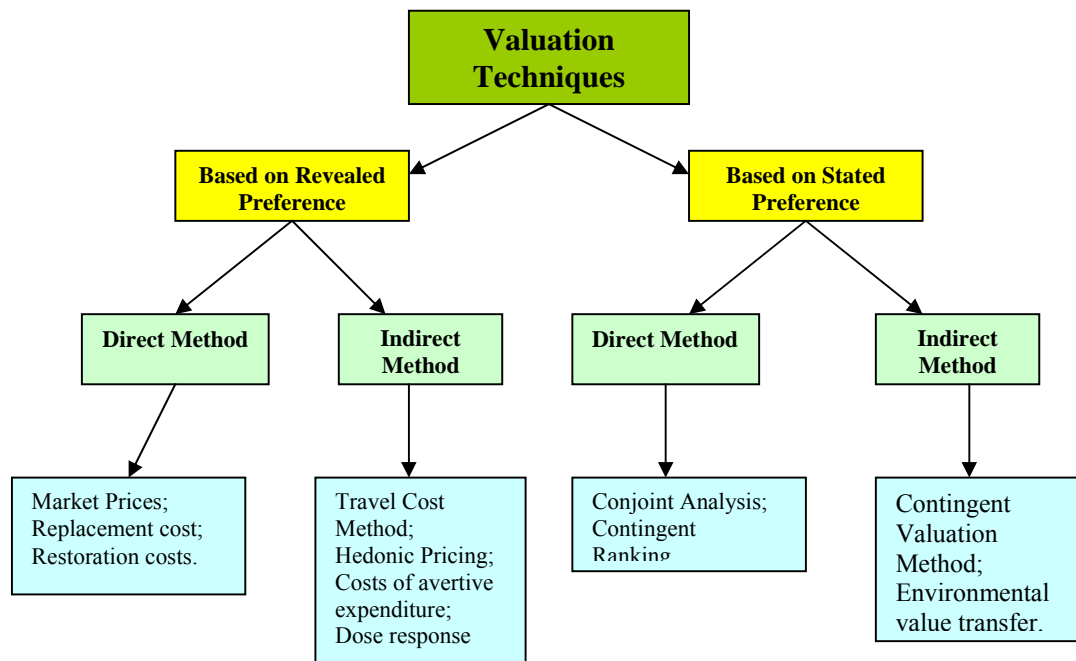 Valuation
Techniques
Based on Revealed
Preference
Based on Stated
Preference
Direct Method
Indirect
Method
Direct Method
Indirect
Method
Market Prices;
Replacement cost;
Restoration costs.
Travel Cost
Method;
Hedonic Pricing;
Costs of avertive
expenditure;
Dose response
Conjoint Analysis;
Contingent
Ranking
Contingent
Valuation
Method;
Environmental
value transfer.